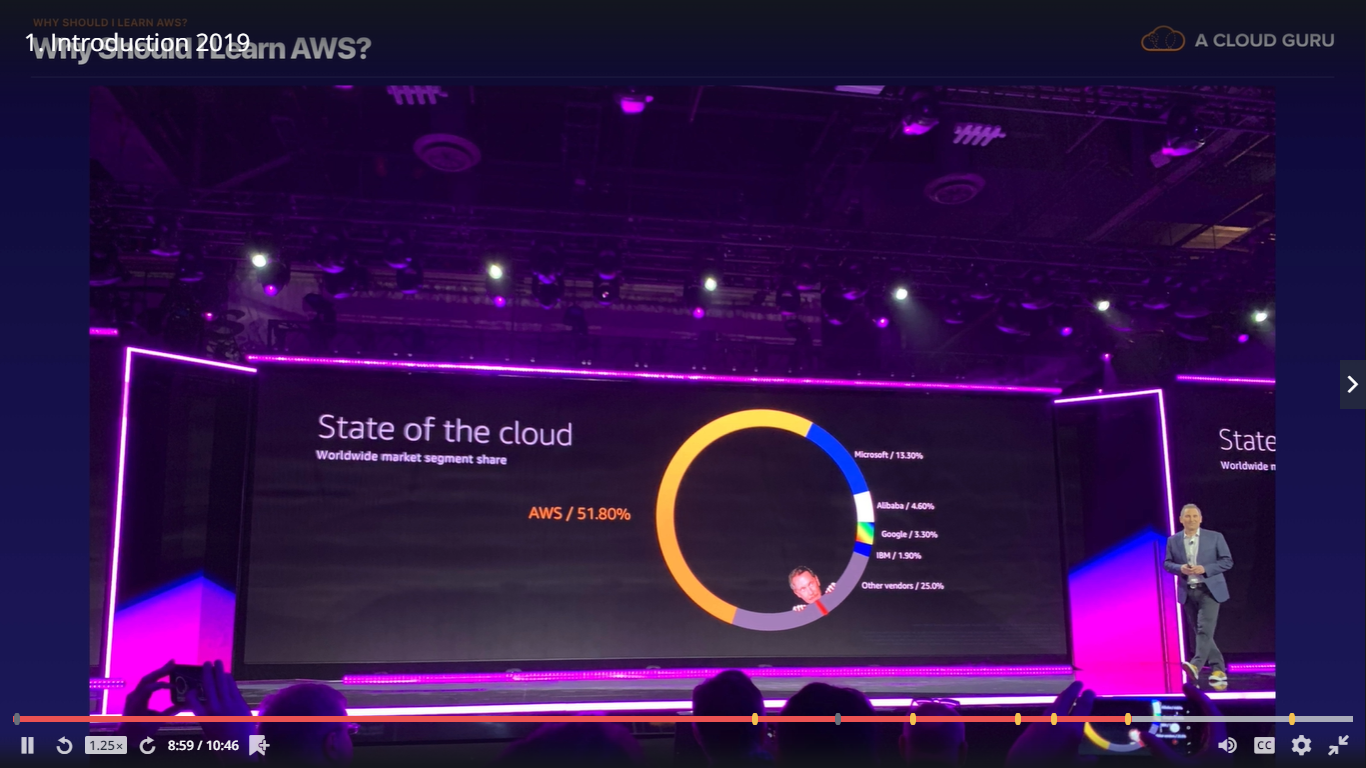 WHY SHOULD I LEARN AWS?
1. Introduction 2019
Why Should I Learn AWS?
A CLOUD GURU
State of the cloud
Worldwide market segment share
AWS / 51.80%
Microsoft / 13.30%
Alibaba / 4.60%
Google / 3.30%
IBM / 1.90%
Other vendors / 25.0%
State
Worldwide m
1.25×
8:59 / 10:46
CC